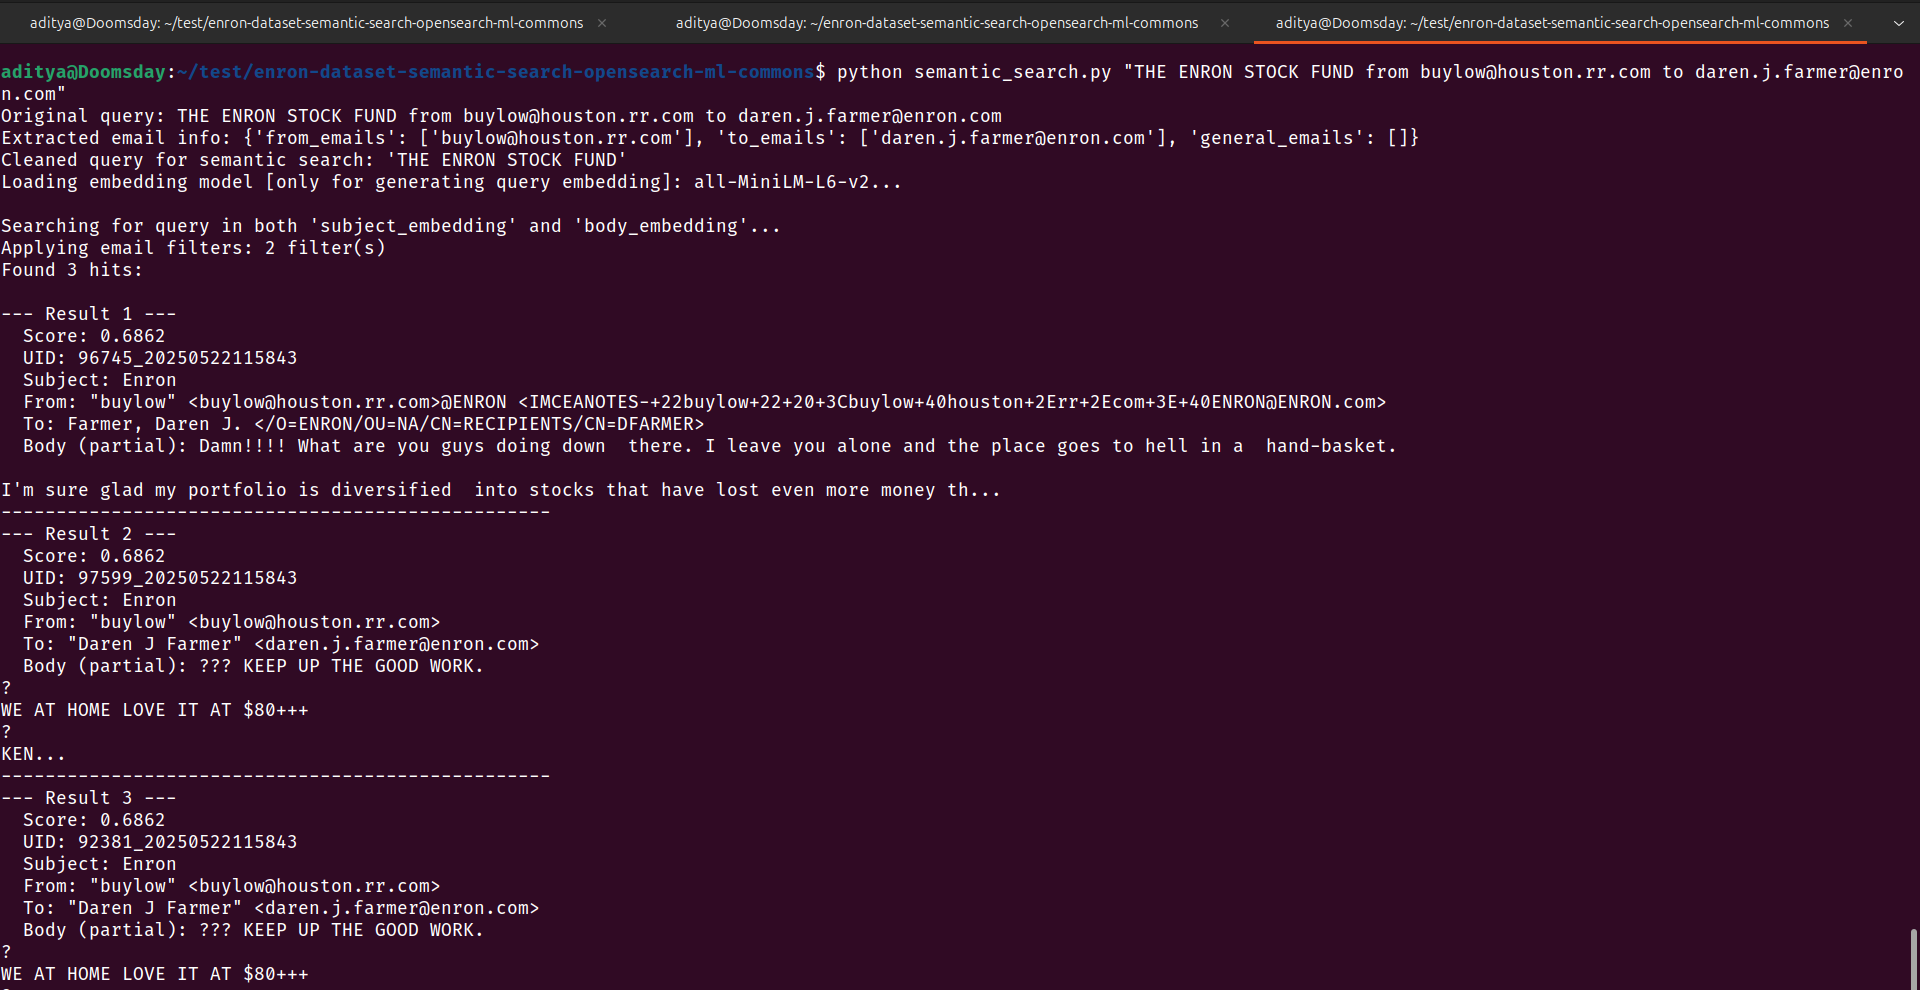 aditya@Doomsday: ~/test/enron-dataset-semantic-search-opensearch-ml-commons × aditya@Doomsday: ~/enron-dataset-semantic-search-opensearch-ml-commons × aditya@Doomsday: ~/test/enron-dataset-semantic-search-opensearch-ml-commons ×
aditya@Doomsday:~/test/enron-dataset-semantic-search-opensearch-ml-commons$ python semantic_search.py "THE ENRON STOCK FUND from buylow@houston.rr.com to daren.j.farmer@enro
n.com"
Original query: THE ENRON STOCK FUND from buylow@houston.rr.com to daren.j.farmer@enron.com
Extracted email info: {'from_emails': ['buylow@houston.rr.com'], 'to_emails': ['daren.j.farmer@enron.com'], 'general_emails': []}
Cleaned query for semantic search: 'THE ENRON STOCK FUND'
Loading embedding model [only for generating query embedding]: all-MiniLM-L6-v2...
Searching for query in both 'subject_embedding' and 'body_embedding'...
Applying email filters: 2 filter(s)
Found 3 hits:
--- Result 1 ---
Score: 0.6862
UID: 96745_20250522115843
Subject: Enron
From: "buylow" <buylow@houston.rr.com>@ENRON <IMCEANOTES-+22buylow+22+20+3Cbuylow+40houston+2Err+2Ecom+3E+40ENRON@ENRON.com>
To: Farmer, Daren J. </O=ENRON/OU=NA/CN=RECIPIENTS/CN=DFARMER>
Body (partial): Damn!!!! What are you guys doing down  there. I leave you alone and the place goes to hell in a  hand-basket.
I'm sure glad my portfolio is diversified  into stocks that have lost even more money th...
--------------------------------------------------
--- Result 2 ---
Score: 0.6862
UID: 97599_20250522115843
Subject: Enron
From: "buylow" <buylow@houston.rr.com>
To: "Daren J Farmer" <daren.j.farmer@enron.com>
Body (partial): ??? KEEP UP THE GOOD WORK.
?
WE AT HOME LOVE IT AT $80+++
?
KEN...
--------------------------------------------------
--- Result 3 ---
Score: 0.6862
UID: 92381_20250522115843
Subject: Enron
From: "buylow" <buylow@houston.rr.com>
To: "Daren J Farmer" <daren.j.farmer@enron.com>
Body (partial): ??? KEEP UP THE GOOD WORK.
?
WE AT HOME LOVE IT AT $80+++